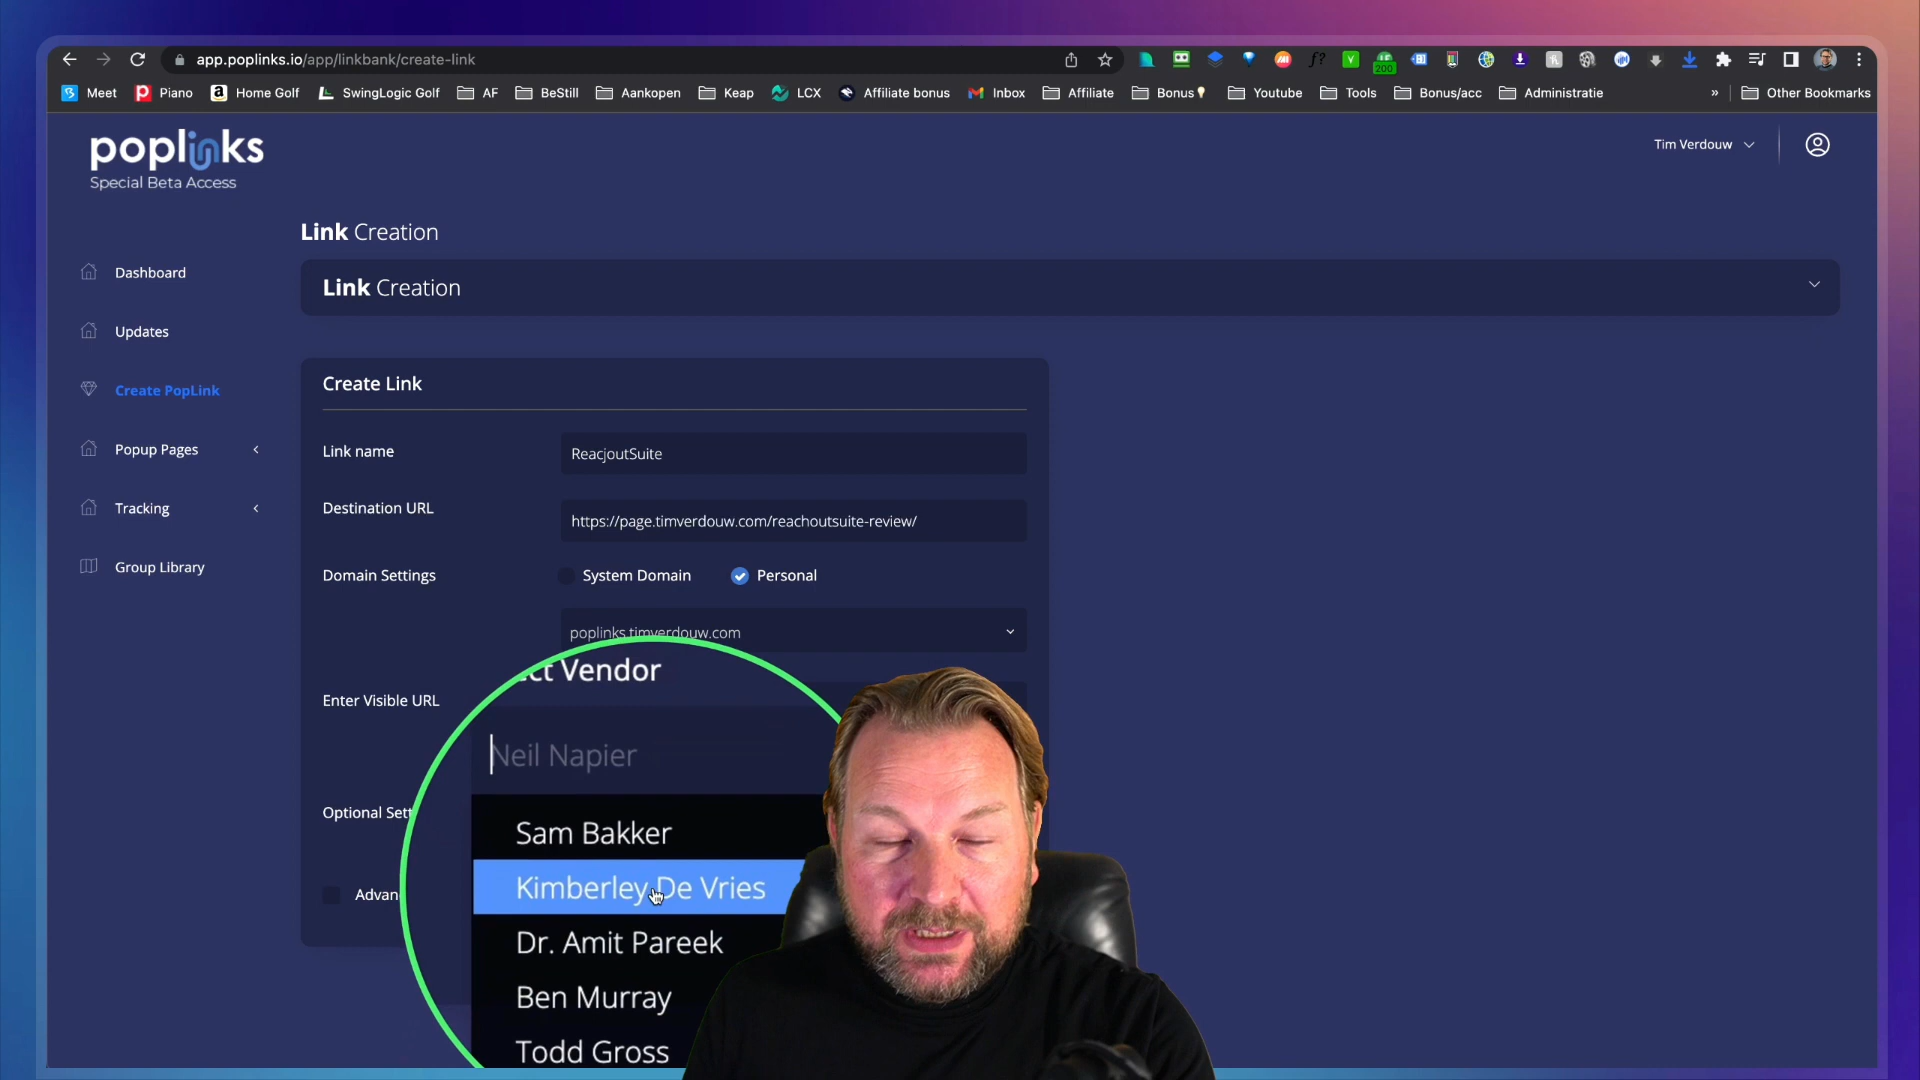 app.poplinks.io/app/linkbank/create-link
200
Meet Piano Home Golf SwingLogic Golf AF BeStill Aankopen Keap LCX Affiliate bonus Inbox Affiliate Bonus Youtube Tools Bonus/acc Administratie » Other Bookmarks
poplinks
Special Beta Access
Tim Verdouw
Link Creation
Link Creation
Dashboard
Updates
Create PopLink
Popup Pages
Tracking
Group Library
Create Link
Link name ReacjoutSuite
Destination URL https://page.timverdouw.com/reachoutsuite-review/
Domain Settings System Domain Personal
poplinks.timverdouw.com
Enter Visible URL
Optional Sett
Advan
ect Vendor
Neil Napier
Sam Bakker
Kimberley De Vries
Dr. Amit Pareek
Ben Murray
Todd Gross